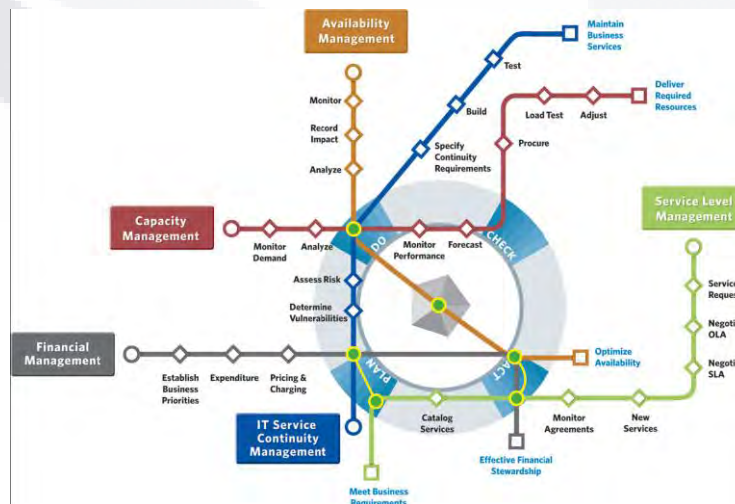 Availability
Management
Maintain
Business
Services
Test
Monitor
Build
Record
Impact
Analyze
Specify
Continuity
Requirements
Load Test
Adjust
Deliver
Required
Resources
Procure
Capacity
Management
Monitor
Demand
Analyze
DO
Monitor
Performance
Forecast
CHECK
Service Level
Management
Assess Risk
Determine
Vulnerabilities
Service
Reques
Negoti
OLA
Negoti
SLA
Financial
Management
Establish
Business
Priorities
Expenditure
Pricing &
Charging
PLAN
ACT
Optimize
Availability
Catalog
Services
Monitor
Agreements
New
Services
IT Service
Continuity
Management
Effective Financial
Stewardship
Meet Business
Requirements